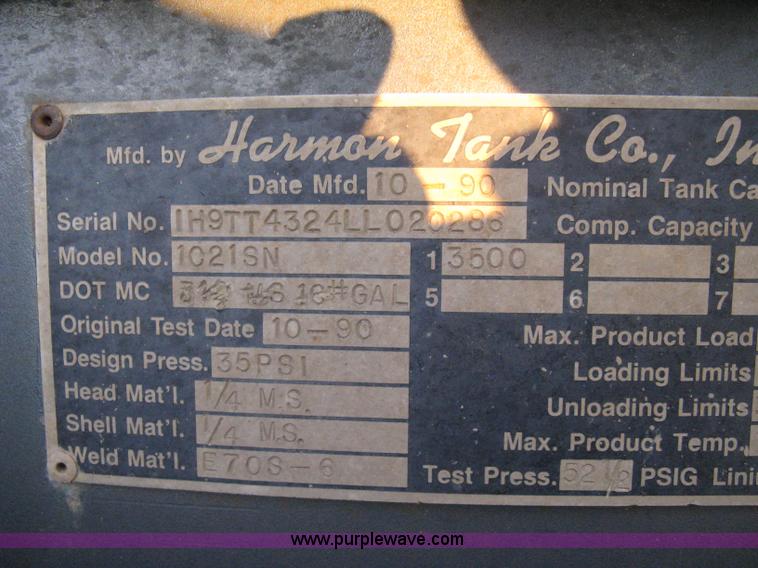 Mfd. by Harmon Tank Co., In
Date Mfd. 10-90 Nominal Tank Ca
Serial No. 1H9TT4324LL020286 Comp. Capacity
Model No. 1021SN 1 3500 2 3
DOT MC GAL 5 6 7
Original Test Date 10-90 Max. Product Load
Design Press. 35PSI Loading Limits
Head Mat'l. 1/4 M.S. Unloading Limits
Shell Mat'l. 1/4 M.S. Max. Product Temp.
Weld Mat'l. E70S-6 Test Press. 52 1/2 PSIG Lini
www.purplewave.com